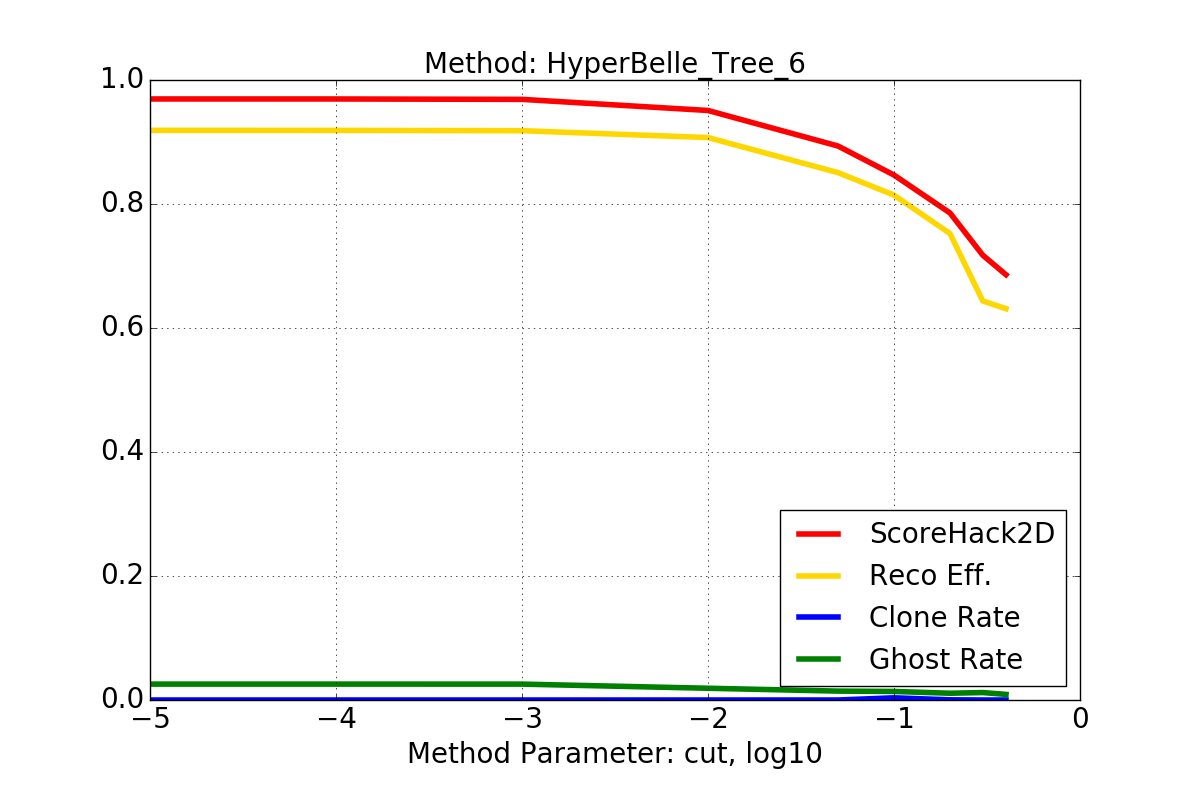 Method: HyperBelle_Tree_6
1.0
0.8
0.6
0.4
0.2
0.0
ScoreHack2D
Reco Eff.
Clone Rate
Ghost Rate
−5 −4 −3 −2 −1 0
Method Parameter: cut, log10